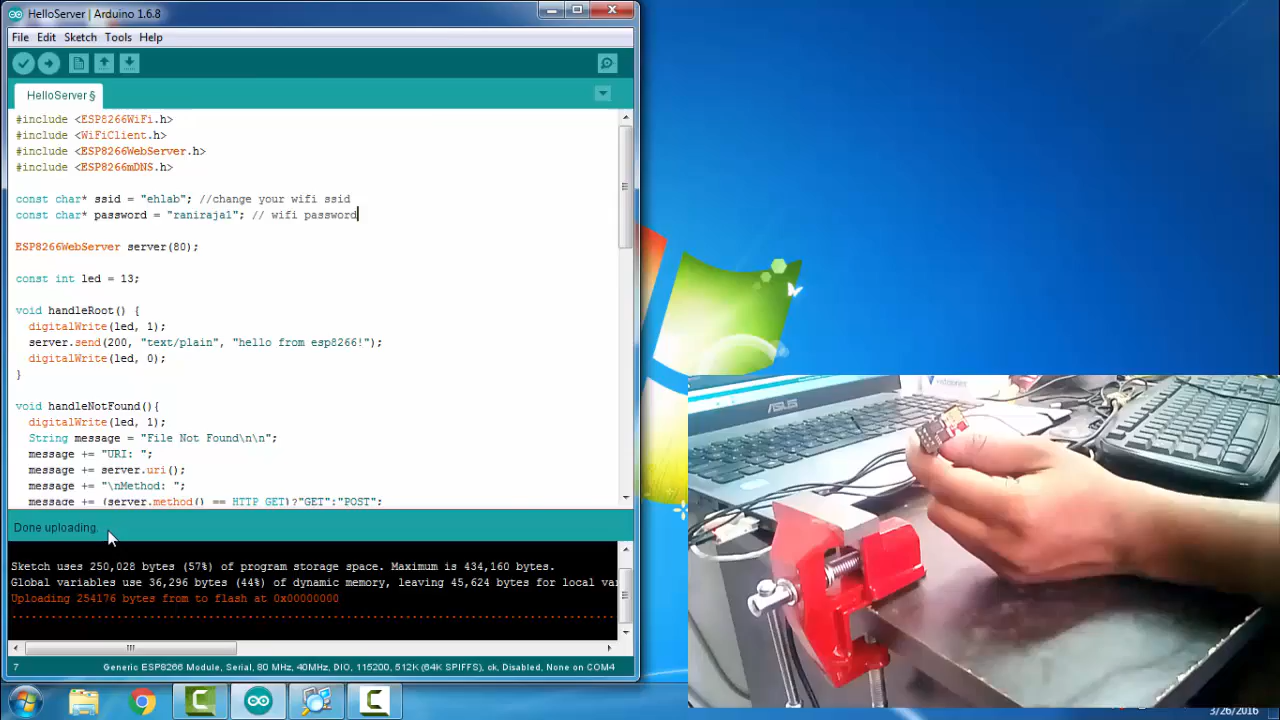 HelloServer | Arduino 1.6.8
File Edit Sketch Tools Help
HelloServer §
#include <ESP8266WiFi.h>
#include <WiFiClient.h>
#include <ESP8266WebServer.h>
#include <ESP8266mDNS.h>
const char* ssid = "ehlab"; //change your wifi ssid
const char* password = "raniraja1"; // wifi password
ESP8266WebServer server(80);
const int led = 13;
void handleRoot() {
digitalWrite(led, 1);
server.send(200, "text/plain", "hello from esp8266!");
digitalWrite(led, 0);
}
void handleNotFound(){
digitalWrite(led, 1);
String message = "File Not Found\n\n";
message += "URI: ";
message += server.uri();
message += "\nMethod: ";
message += (server.method() == HTTP_GET)?"GET":"POST";
Done uploading.
Sketch uses 250,028 bytes (57%) of program storage space. Maximum is 434,160 bytes.
Global variables use 36,296 bytes (44%) of dynamic memory, leaving 45,624 bytes for local va
Uploading 254176 bytes from to flash at 0x00000000
................................................................................
7
Generic ESP8266 Module, Serial, 80 MHz, 40MHz, DIO, 115200, 512K (64K SPIFFS), ck, Disabled, None on COM4
ASUS
3/26/2016